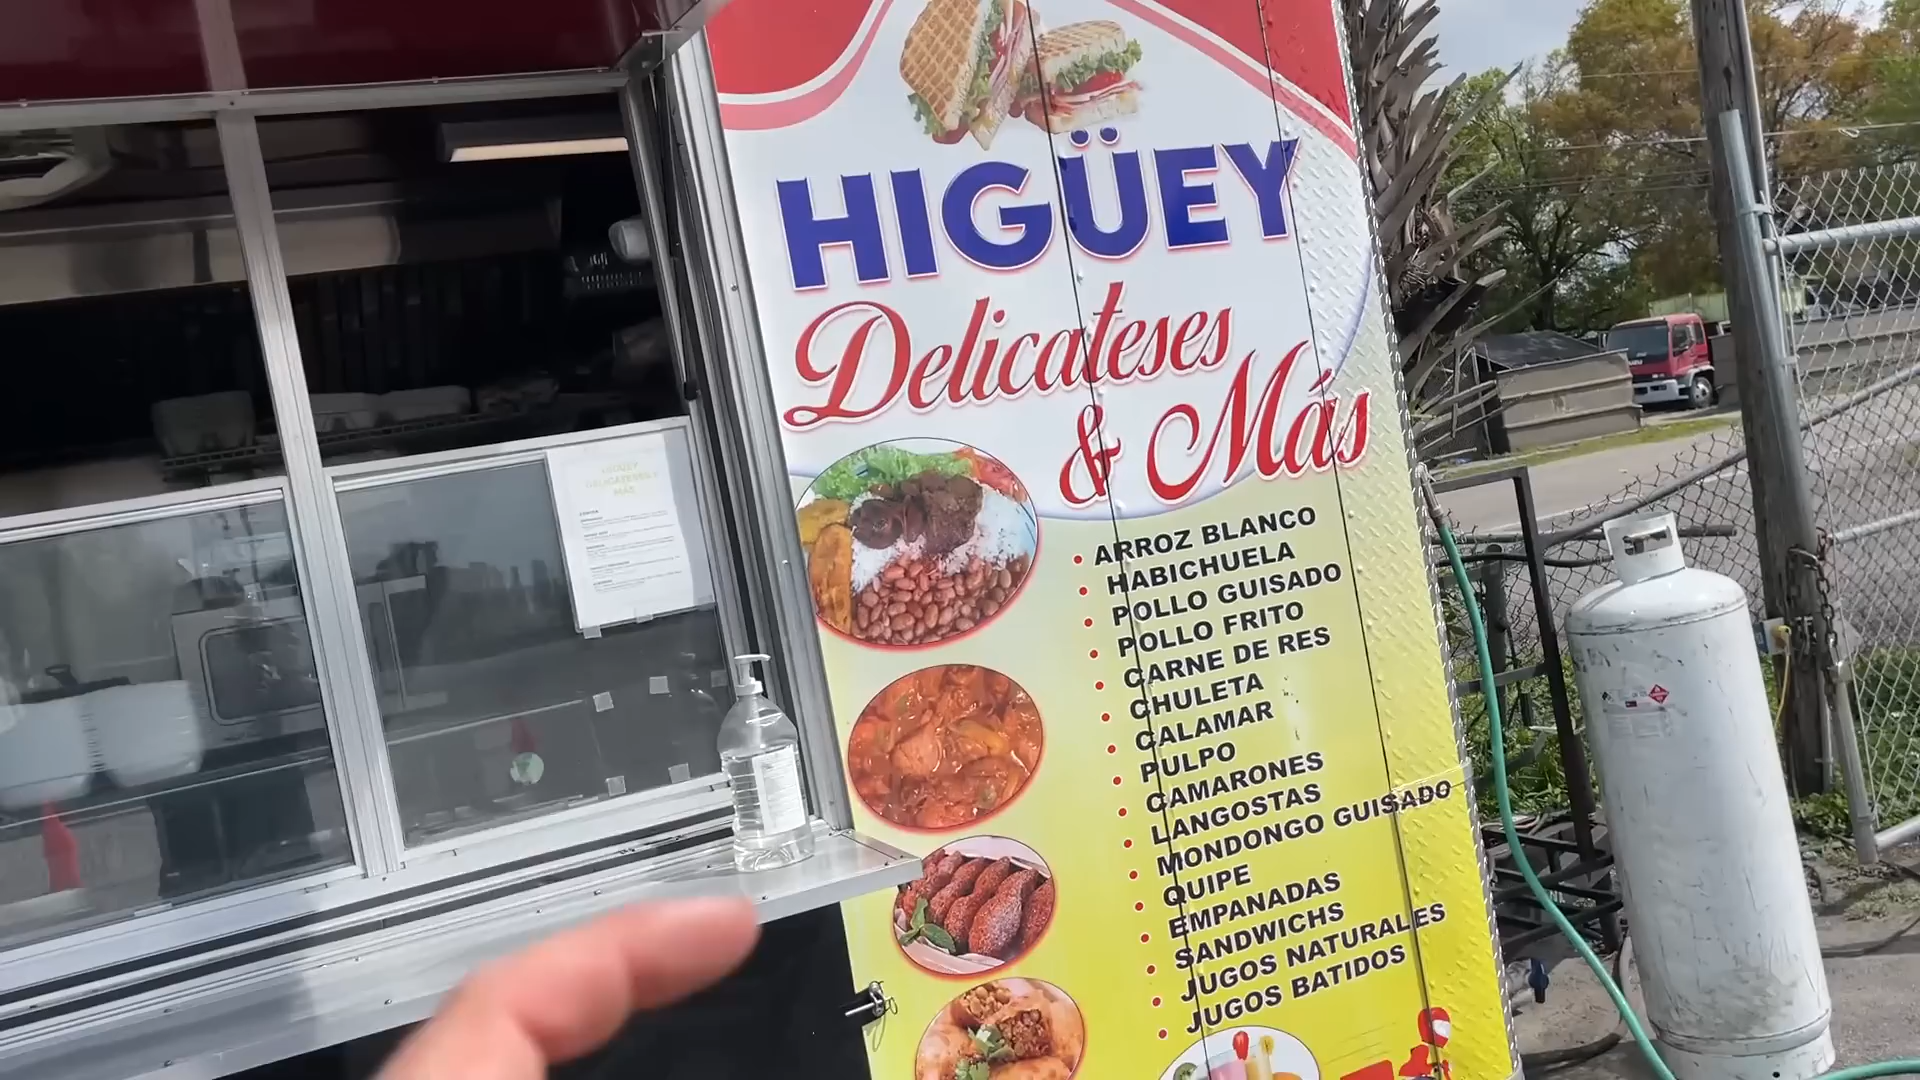 HIGÜEY
Delicateses
& Más
• ARROZ BLANCO
• HABICHUELA
• POLLO GUISADO
• POLLO FRITO
• CARNE DE RES
• CHULETA
• CALAMAR
• PULPO
• CAMARONES
• LANGOSTAS
• MONDONGO GUISADO
• QUIPE
• EMPANADAS
• SANDWICHS
• JUGOS NATURALES
• JUGOS BATIDOS